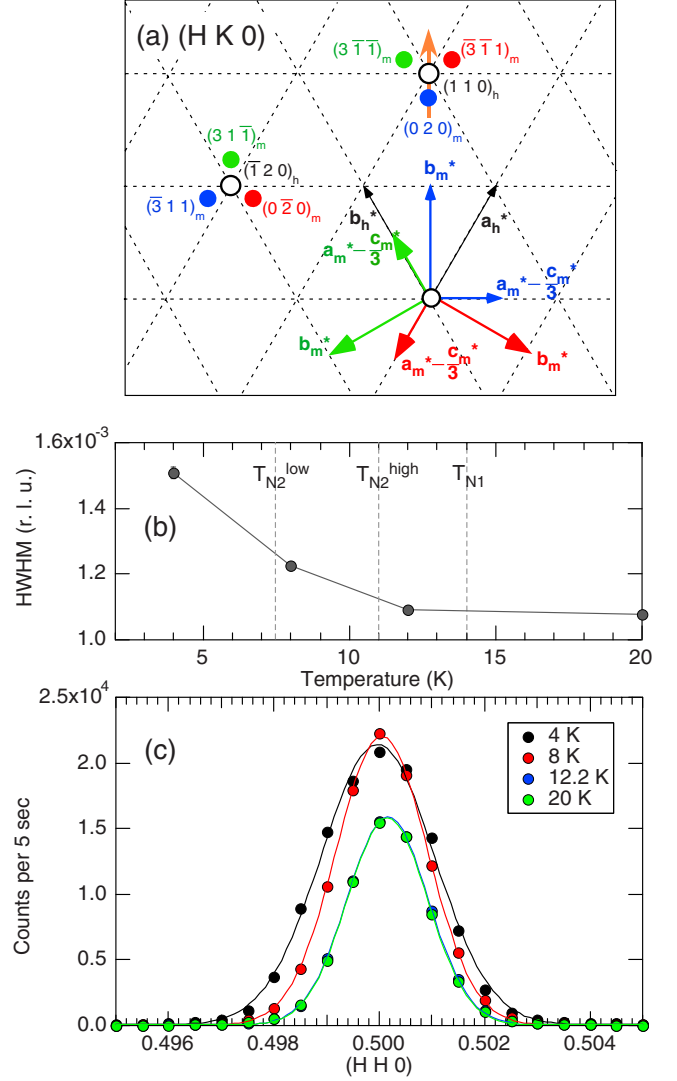 (a) (H K 0)
(3 1̅ 1̅)m
(3̅ 1̅ 1)m
(1 1 0)h
(0 2 0)m
(3 1 1̅)m
(1̅ 2 0)h
(3̅ 1 1)m
(0 2̅ 0)m
bm*
bh*
ah*
am*–cm*/3
am*–cm*/3
bm*
am*–cm*/3
bm*
1.6x10-3
1.4
1.2
1.0
HWHM (r. l. u.)
TN2low
TN2high
TN1
(b)
5
10
15
20
Temperature (K)
2.5x104
2.0
1.5
1.0
0.5
0.0
Counts per 5 sec
(c)
4 K
8 K
12.2 K
20 K
0.496
0.498
0.500
0.502
0.504
(H H 0)